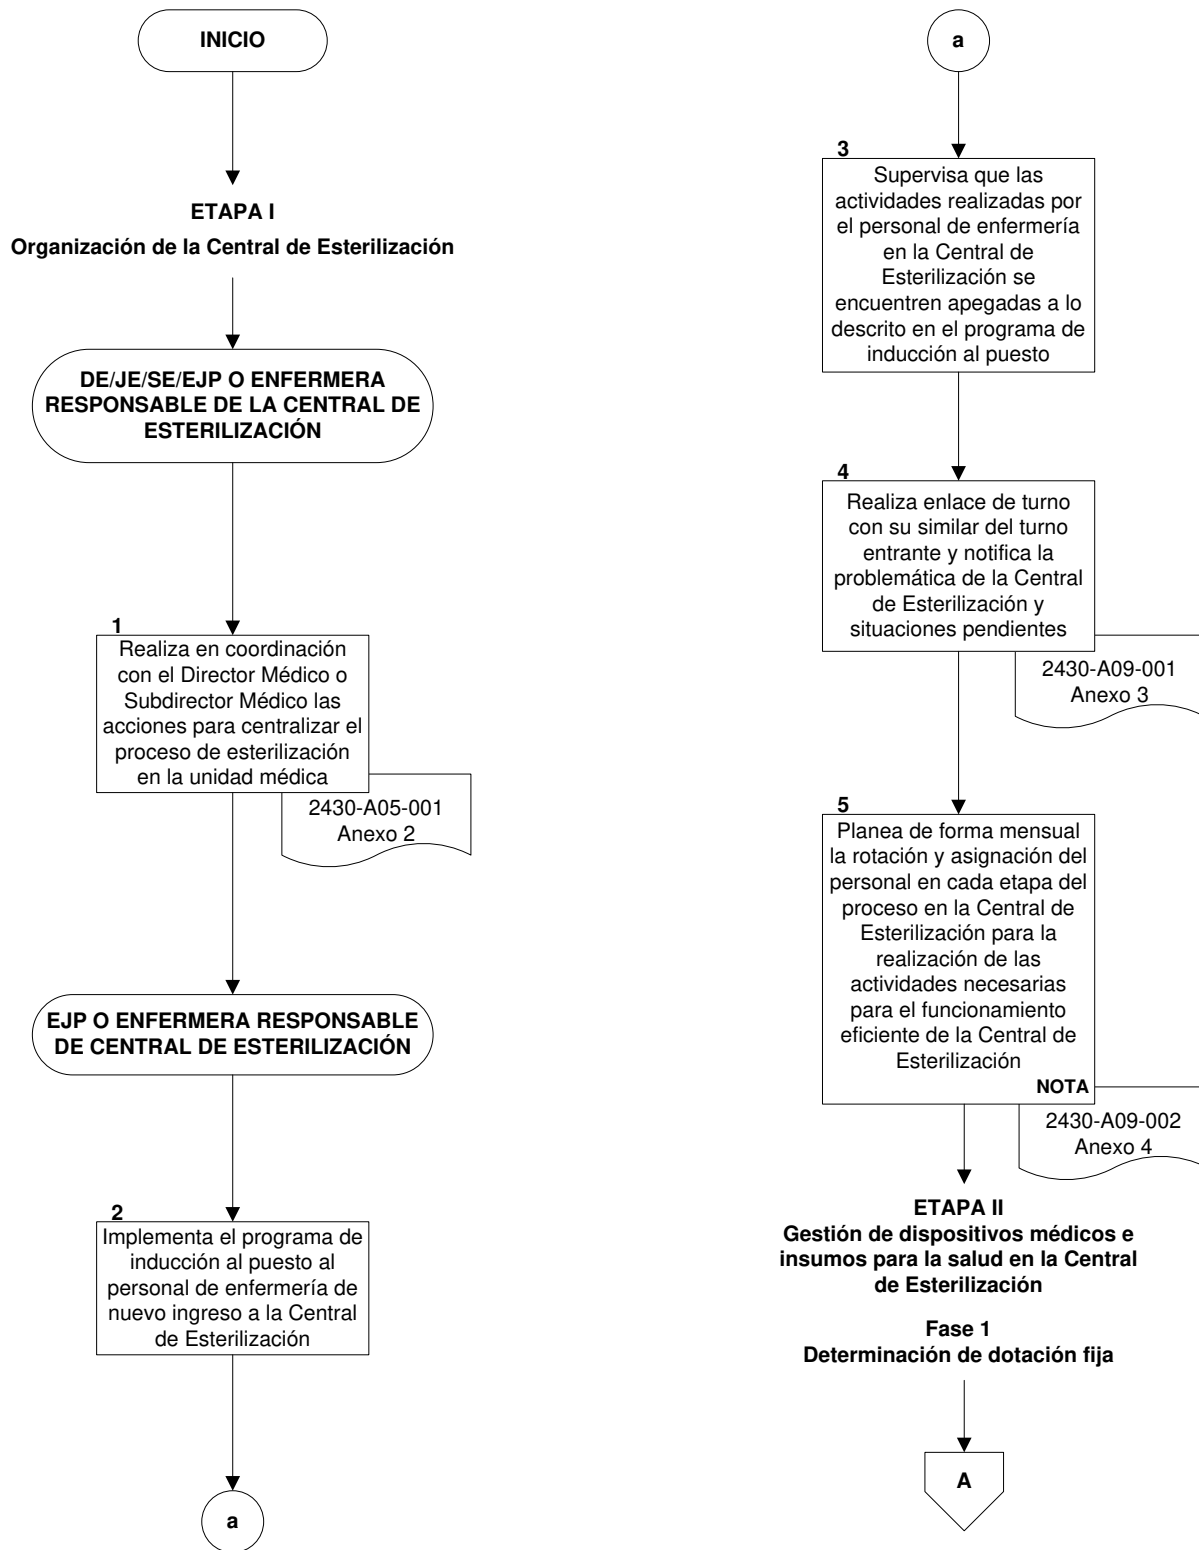 INICIO
ETAPA I
Organización de la Central de Esterilización
DE/JE/SE/EJP O ENFERMERA
RESPONSABLE DE LA CENTRAL DE
ESTERILIZACIÓN
1
Realiza en coordinación
con el Director Médico o
Subdirector Médico las
acciones para centralizar el
proceso de esterilización
en la unidad médica
2430-A05-001
Anexo 2
EJP O ENFERMERA RESPONSABLE
DE CENTRAL DE ESTERILIZACIÓN
2
Implementa el programa de
inducción al puesto al
personal de enfermería de
nuevo ingreso a la Central
de Esterilización
a
a
3
Supervisa que las
actividades realizadas por
el personal de enfermería
en la Central de
Esterilización se
encuentren apegadas a lo
descrito en el programa de
inducción al puesto
4
Realiza enlace de turno
con su similar del turno
entrante y notifica la
problemática de la Central
de Esterilización y
situaciones pendientes
2430-A09-001
Anexo 3
5
Planea de forma mensual
la rotación y asignación del
personal en cada etapa del
proceso en la Central de
Esterilización para la
realización de las
actividades necesarias
para el funcionamiento
eficiente de la Central de
Esterilización
NOTA
2430-A09-002
Anexo 4
ETAPA II
Gestión de dispositivos médicos e
insumos para la salud en la Central
de Esterilización
Fase 1
Determinación de dotación fija
A